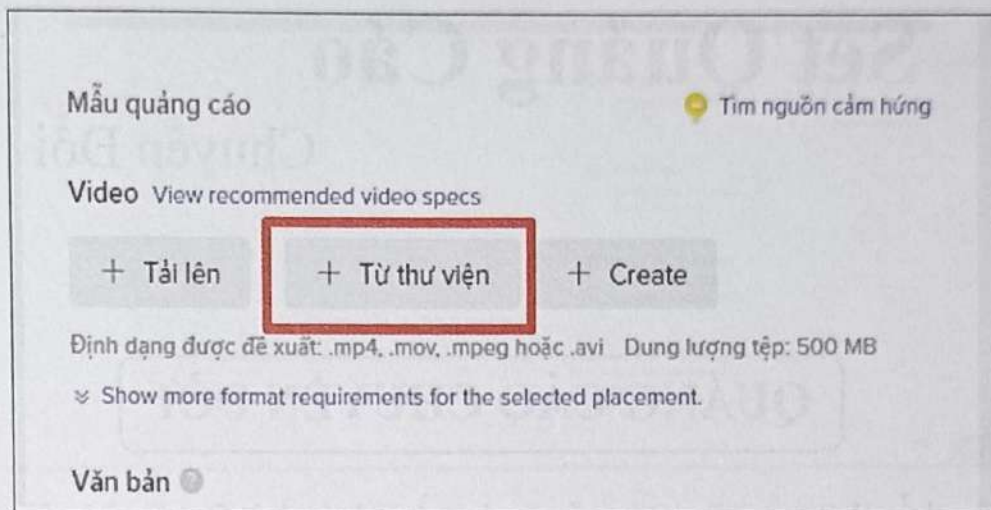 Mẫu quảng cáo
Tìm nguồn cảm hứng
Video View recommended video specs
+ Tải lên
+ Từ thư viện
+ Create
Định dạng được đề xuất: .mp4, .mov, .mpeg hoặc .avi Dung lượng tệp: 500 MB
Show more format requirements for the selected placement.
Văn bản